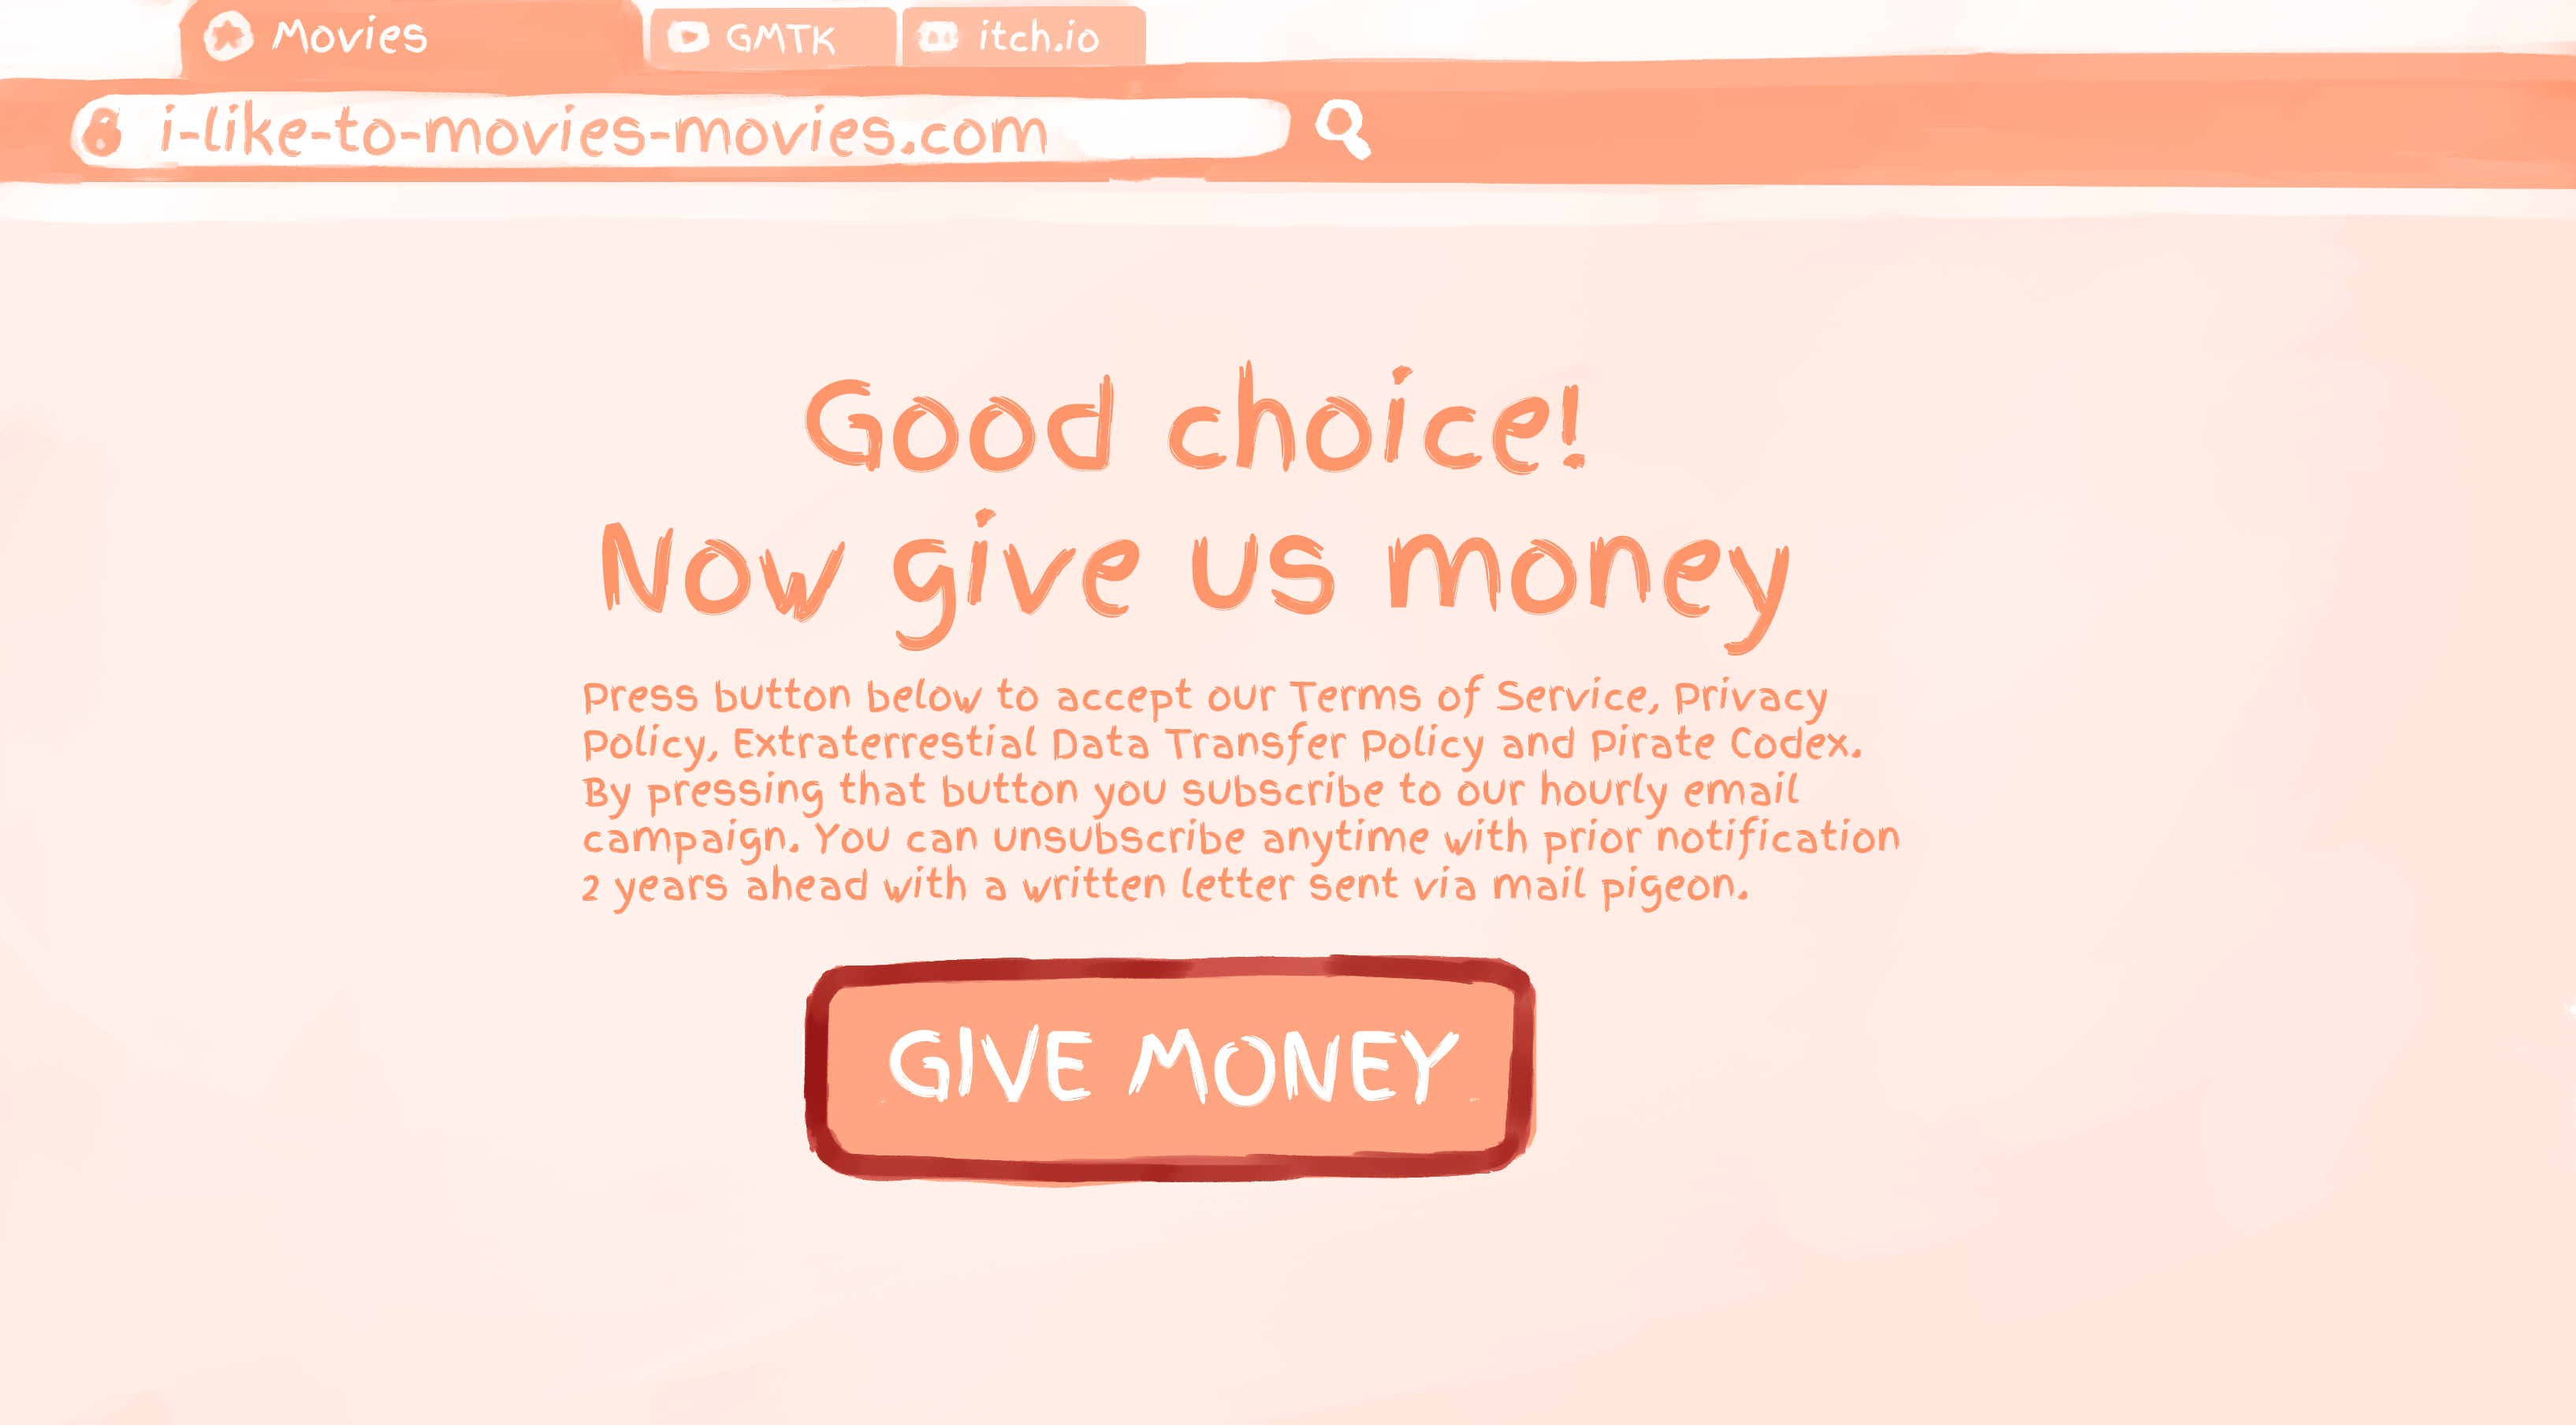 Movies
GMTK
itch.io
i-like-to-movies-movies.com
Good choice!
Now give us money
Press button below to accept our Terms of Service, Privacy
Policy, Extraterrestial Data Transfer Policy and Pirate Codex.
By pressing that button you subscribe to our hourly email
campaign. You can unsubscribe anytime with prior notification
2 years ahead with a written letter sent via mail pigeon.
GIVE MONEY